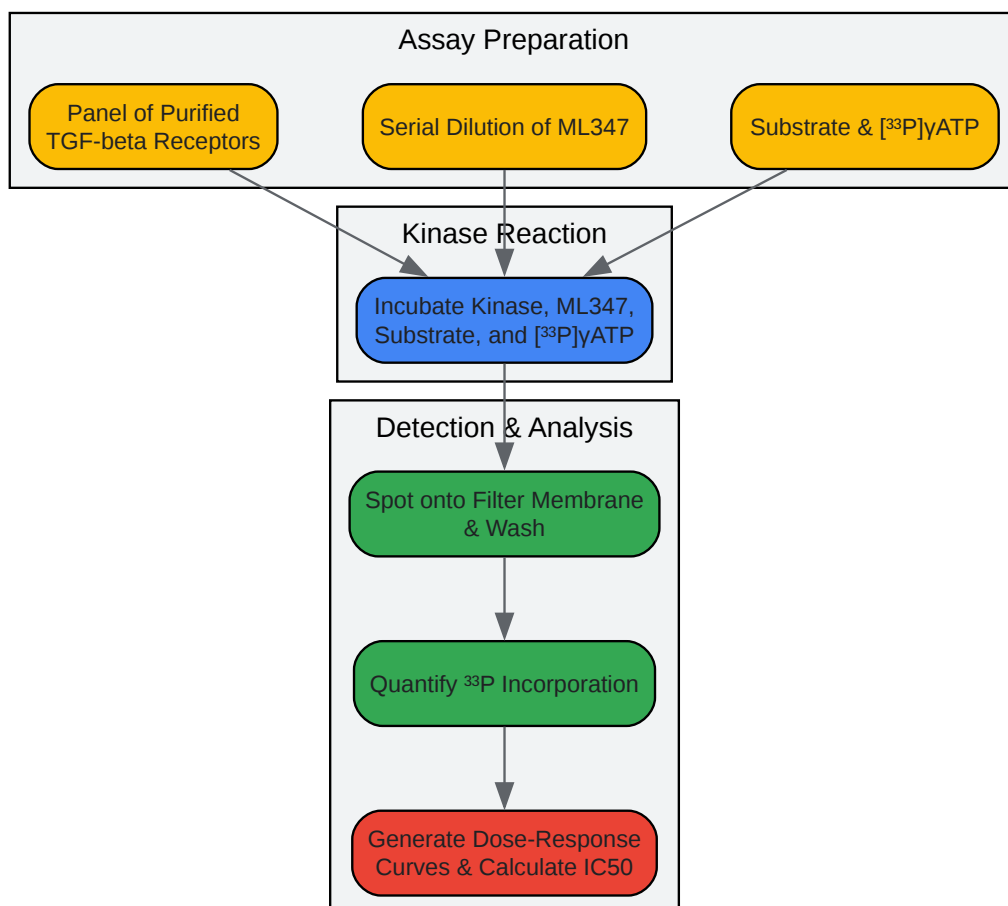 Assay Preparation
Panel of Purified
TGF-beta Receptors
Serial Dilution of ML347
Substrate & [³³P]γATP
Kinase Reaction
Incubate Kinase, ML347,
Substrate, and [³³P]γATP
Detection & Analysis
Spot onto Filter Membrane
& Wash
Quantify ³³P Incorporation
Generate Dose-Response
Curves & Calculate IC50